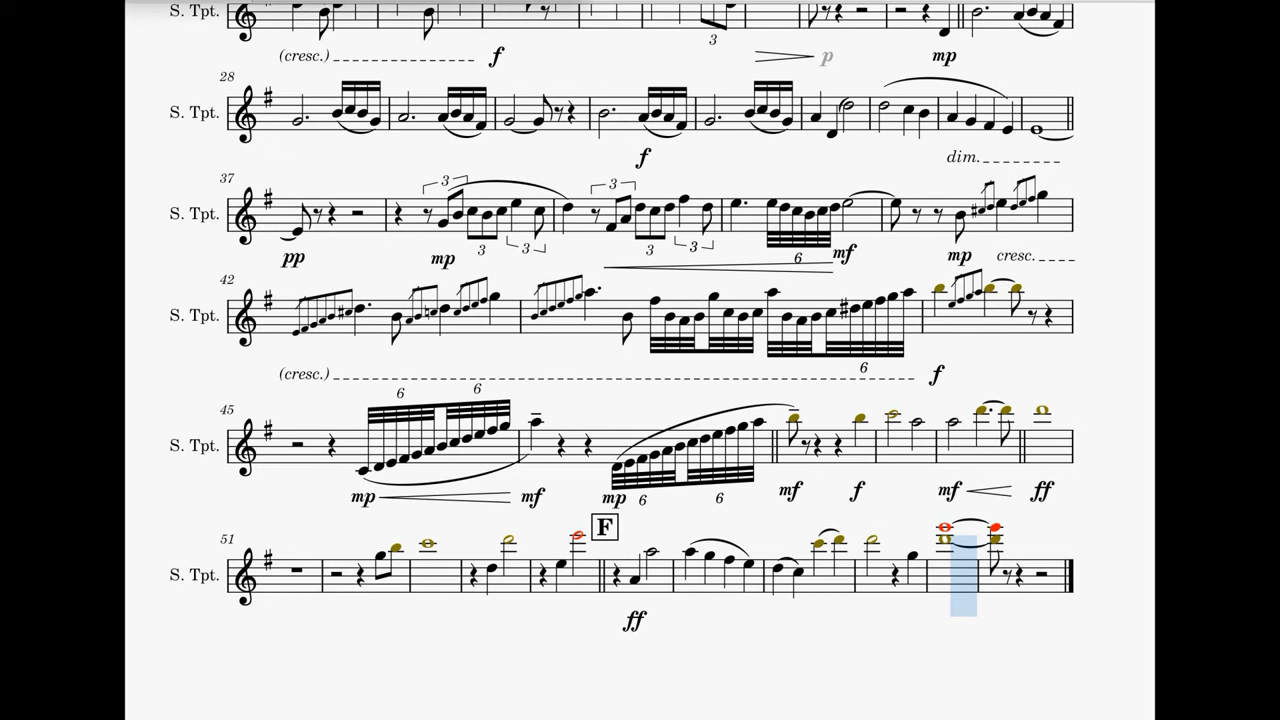 S. Tpt.
3
(cresc.) f p mp
28
S. Tpt.
f dim.
37
3 3
S. Tpt.
3 3 3 3 6
pp mp mf mp cresc.
42
S. Tpt.
6
(cresc.) f
45
6 6
S. Tpt.
mp mf mp 6 6 mf f mf ff
51
F
S. Tpt.
ff